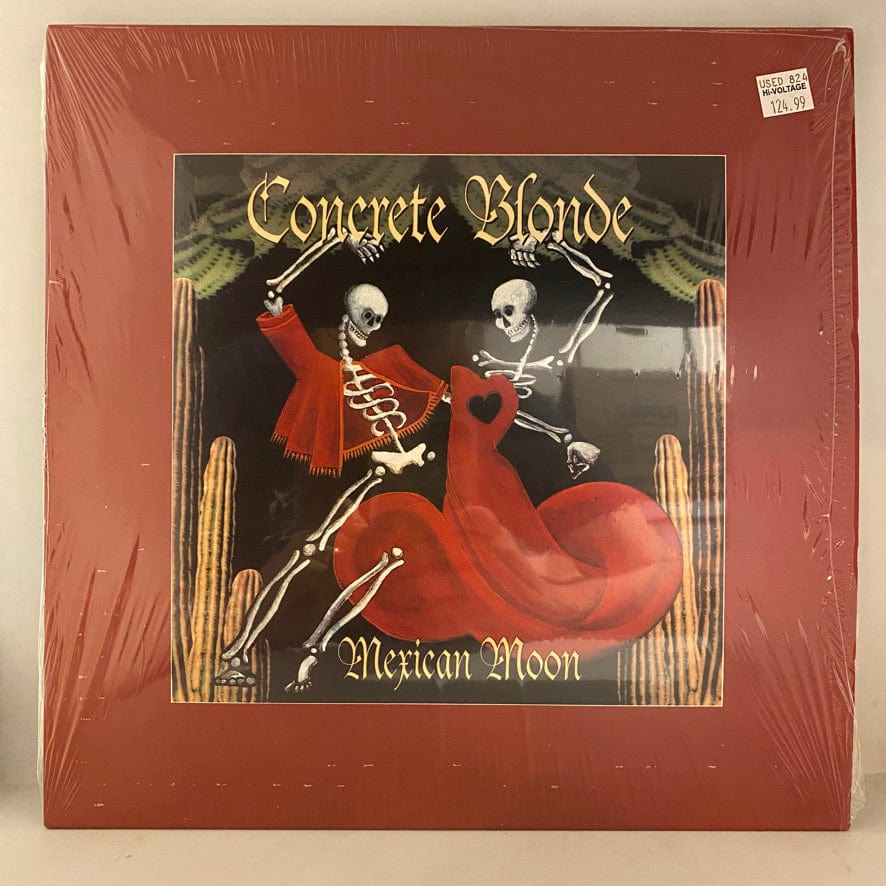 USED 824
HI-VOLTAGE
124.99
Concrete Blonde
Mexican Moon